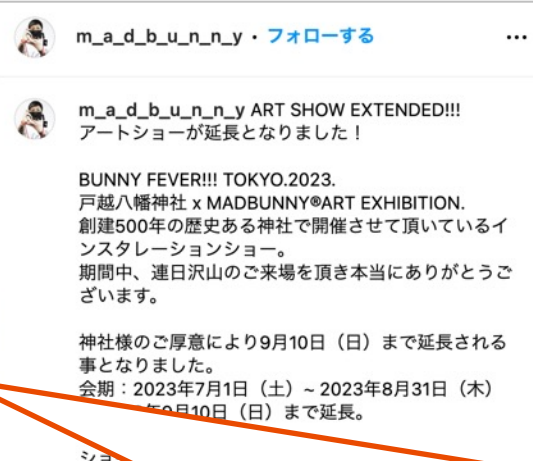 m_a_d_b_u_n_n_y • フォローする
m_a_d_b_u_n_n_y ART SHOW EXTENDED!!!
アートショーが延長となりました！
BUNNY FEVER!!! TOKYO.2023.
戸越八幡神社 x MADBUNNY®ART EXHIBITION.
創建500年の歴史ある神社で開催させて頂いているイ
ンスタレーションショー。
期間中、連日沢山のご来場を頂き本当にありがとうご
ざいます。
神社様のご厚意により9月10日（日）まで延長される
事となりました。
会期：2023年7月1日（土）~ 2023年8月31日（木）
年9月10日（日）まで延長。